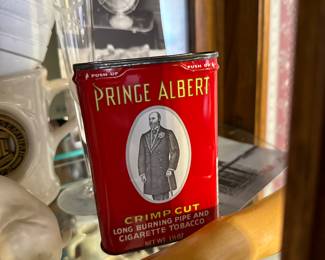 PUSH UP
PUSH UP
PRINCE ALBERT
CRIMP CUT
LONG BURNING PIPE AND
CIGARETTE TOBACCO